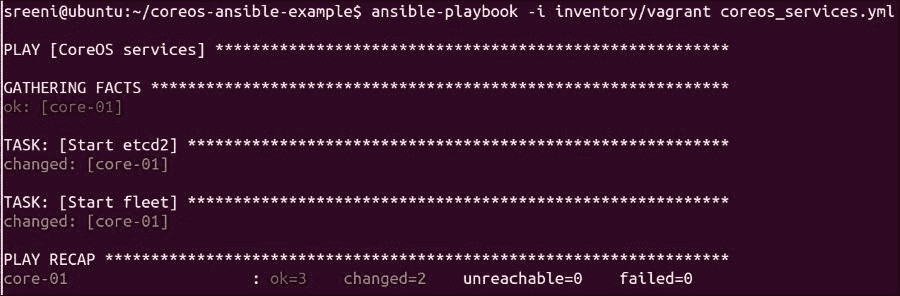 sreeni@ubuntu:~/coreos-ansible-example$ ansible-playbook -i inventory/vagrant coreos_services.yml
PLAY [CoreOS services] ********************************************************
GATHERING FACTS ***************************************************************
ok: [core-01]
TASK: [Start etcd2] ***********************************************************
changed: [core-01]
TASK: [Start fleet] ***********************************************************
changed: [core-01]
PLAY RECAP ********************************************************************
core-01                    : ok=3    changed=2    unreachable=0    failed=0